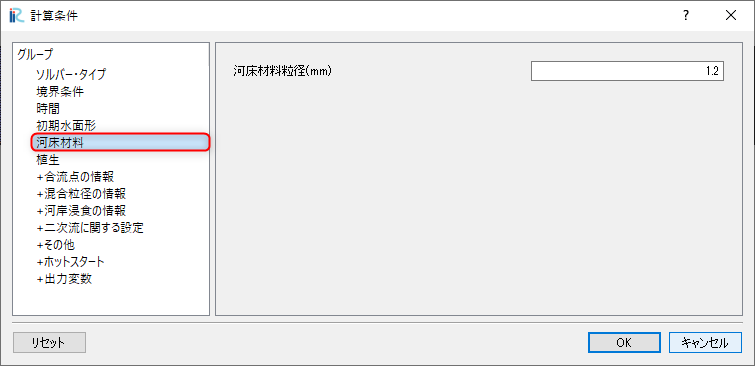 計算条件
グループ
ソルバー・タイプ
境界条件
時間
初期水面形
河床材料
植生
+合流点の情報
+混合粒径の情報
+河岸浸食の情報
+二次流に関する設定
+その他
+ホットスタート
+出力変数
河床材料粒径(mm)
1.2
リセット
OK
キャンセル